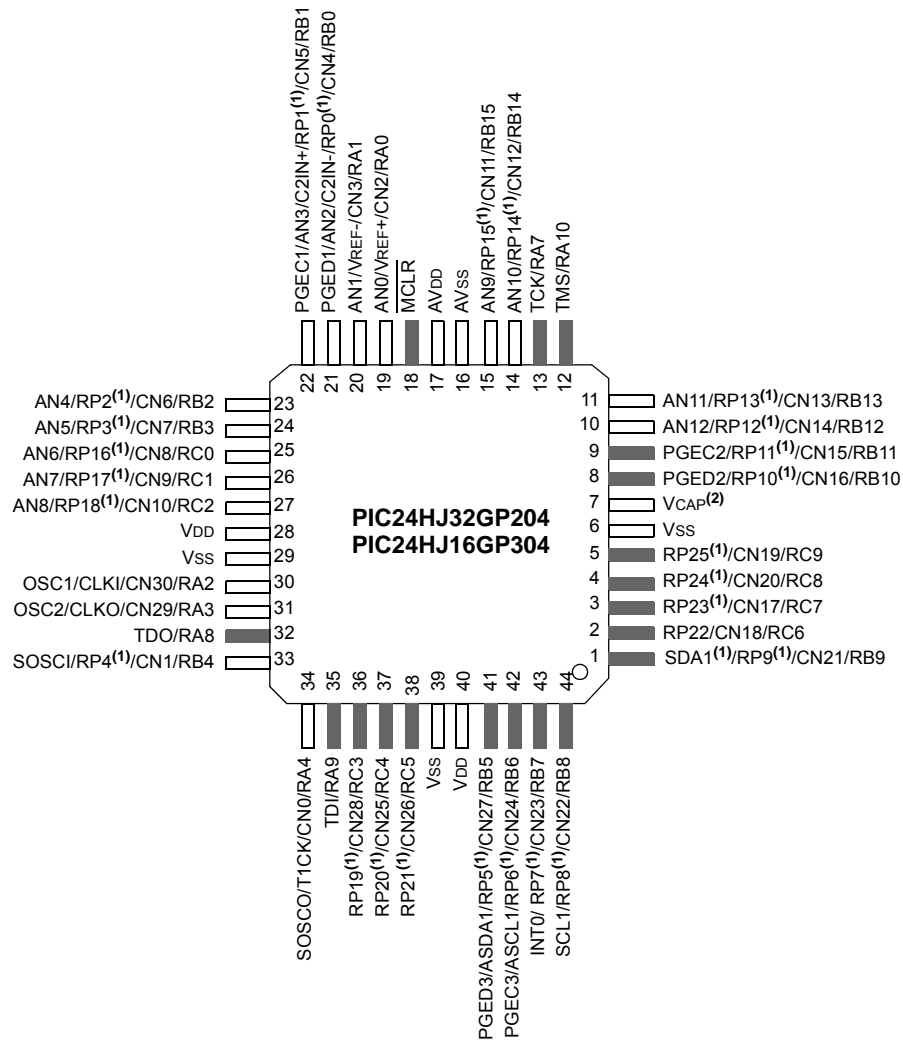 PGEC1/AN3/C2IN+/RP1(1)/CN5/RB1
PGED1/AN2/C2IN-/RP0(1)/CN4/RB0
AN1/VREF-/CN3/RA1
AN0/VREF+/CN2/RA0
MCLR
AVDD
AVSS
AN9/RP15(1)/CN11/RB15
AN10/RP14(1)/CN12/RB14
TCK/RA7
TMS/RA10
22
21
20
19
18
17
16
15
14
13
12
AN4/RP2(1)/CN6/RB2
23
AN5/RP3(1)/CN7/RB3
24
AN6/RP16(1)/CN8/RC0
25
AN7/RP17(1)/CN9/RC1
26
AN8/RP18(1)/CN10/RC2
27
VDD
28
VSS
29
OSC1/CLKI/CN30/RA2
30
OSC2/CLKO/CN29/RA3
31
TDO/RA8
32
SOSCI/RP4(1)/CN1/RB4
33
PIC24HJ32GP204
PIC24HJ16GP304
11
AN11/RP13(1)/CN13/RB13
10
AN12/RP12(1)/CN14/RB12
9
PGEC2/RP11(1)/CN15/RB11
8
PGED2/RP10(1)/CN16/RB10
7
VCAP(2)
6
VSS
5
RP25(1)/CN19/RC9
4
RP24(1)/CN20/RC8
3
RP23(1)/CN17/RC7
2
RP22/CN18/RC6
1
SDA1(1)/RP9(1)/CN21/RB9
34
35
36
37
38
39
40
41
42
43
44
SOSCO/T1CK/CN0/RA4
TDI/RA9
RP19(1)/CN28/RC3
RP20(1)/CN25/RC4
RP21(1)/CN26/RC5
VSS
VDD
PGED3/ASDA1/RP5(1)/CN27/RB5
PGEC3/ASCL1/RP6(1)/CN24/RB6
INT0/ RP7(1)/CN23/RB7
SCL1/RP8(1)/CN22/RB8